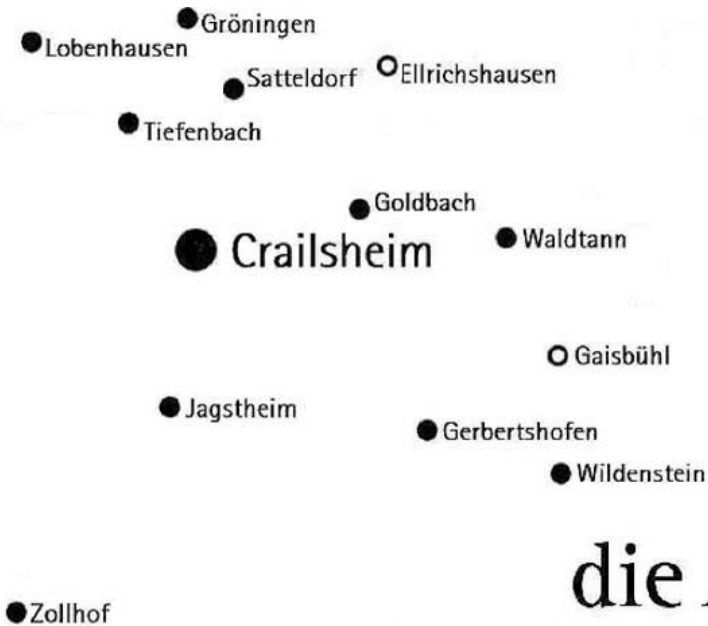 Gröningen
Lobenhausen
Satteldorf
Ellrichshausen
Tiefenbach
Goldbach
Crailsheim
Waldtann
Gaisbühl
Jagstheim
Gerbertshofen
Wildenstein
die
Zollhof